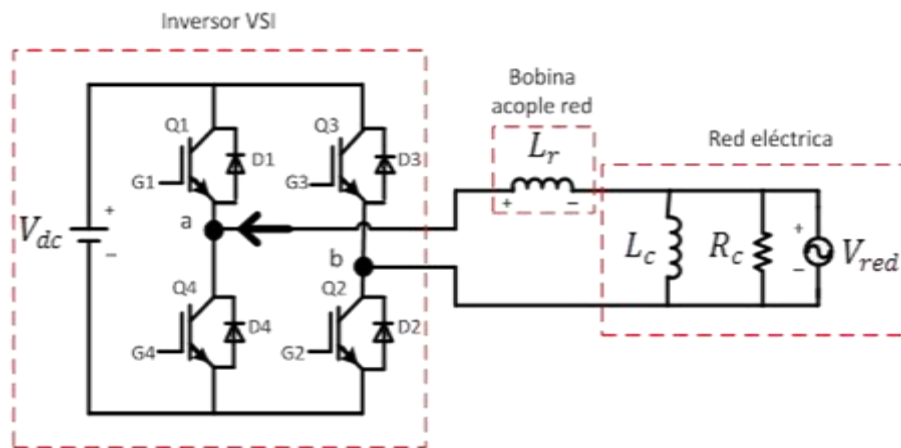 Inversor VSI
Bobina
acople red
Red eléctrica
Q1
Q3
L_r
G1
D1
G3
D3
+
-
a
V_dc
+
-
b
L_c
R_c
+
-
V_red
Q4
Q2
G4
D4
G2
D2